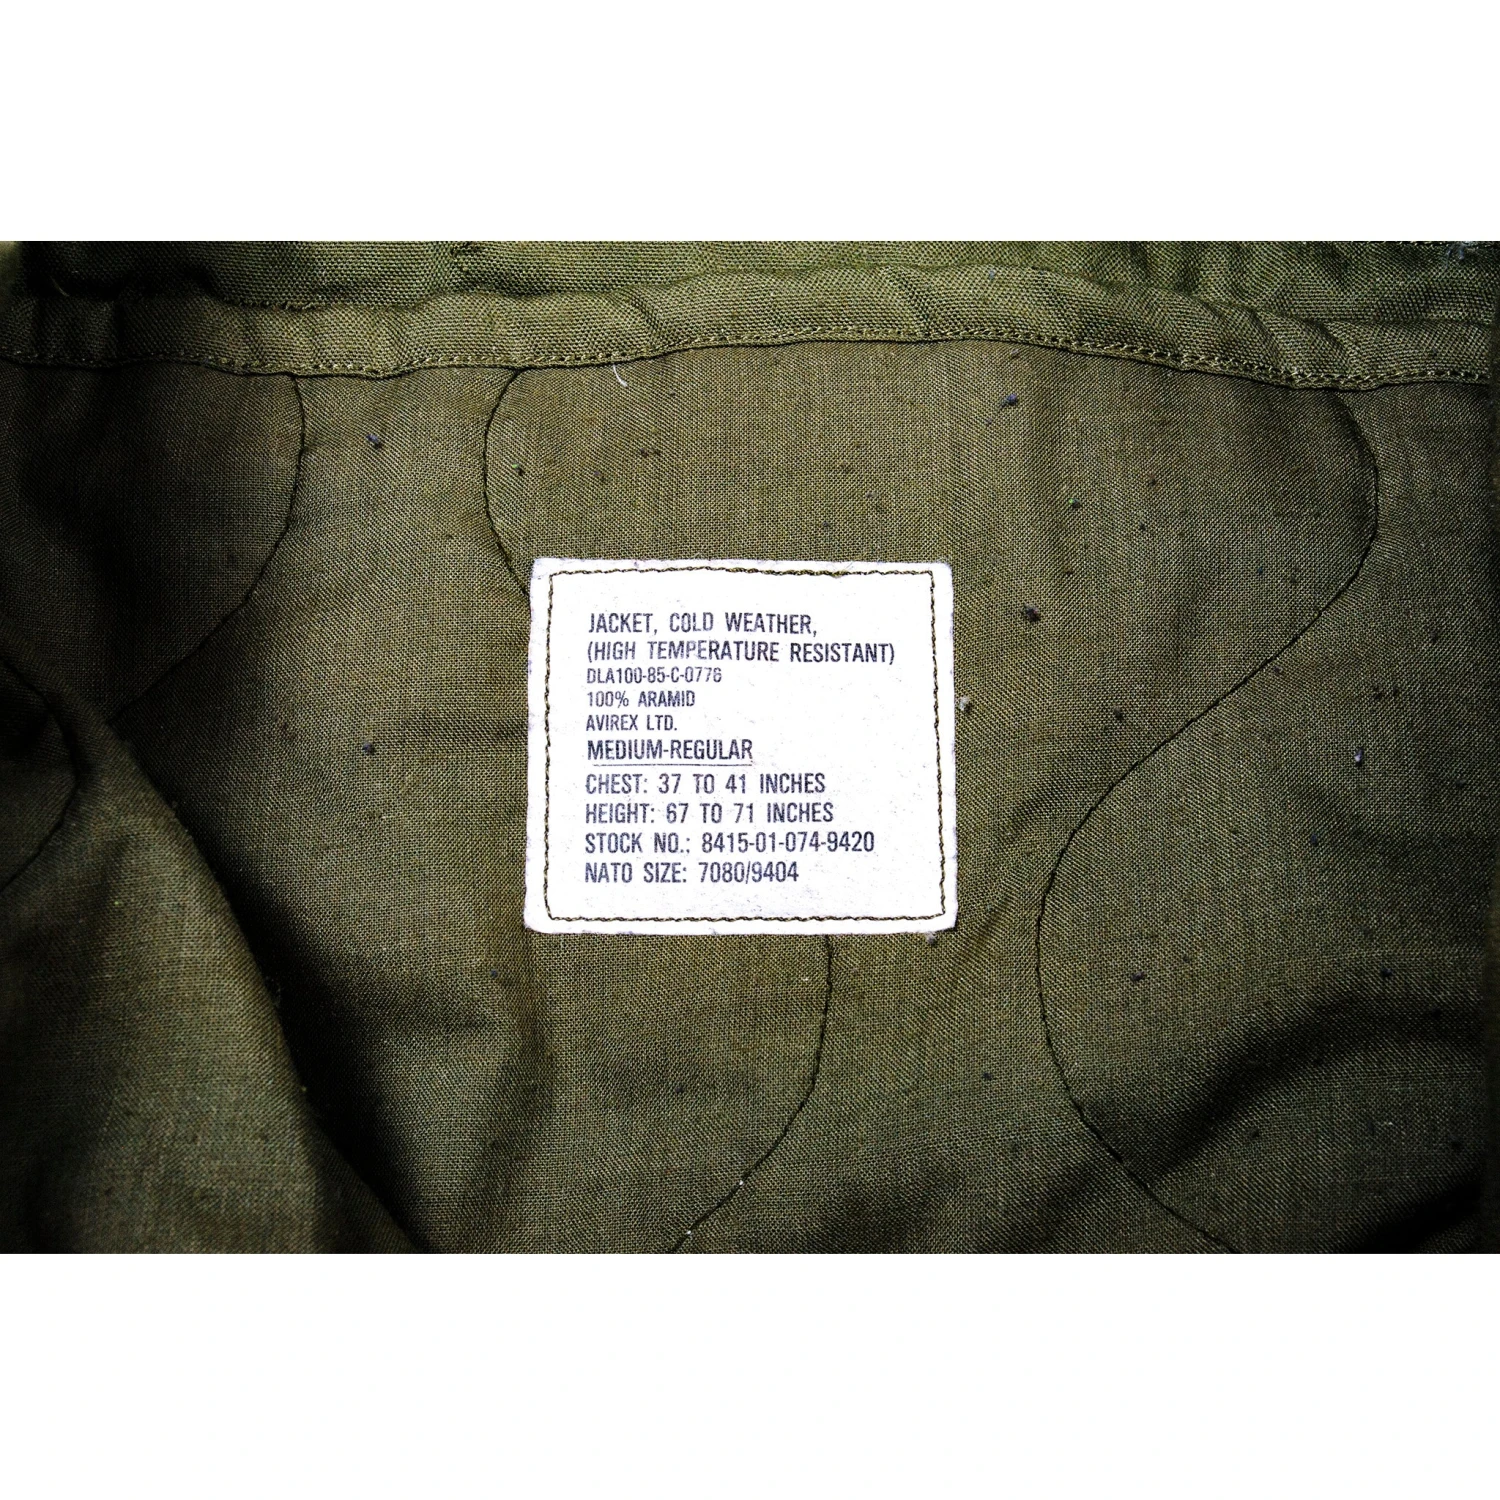 JACKET, COLD WEATHER,
(HIGH TEMPERATURE RESISTANT)
DLA100-85-C-0776
100% ARAMID
AVIREX LTD.
MEDIUM-REGULAR
CHEST: 37 TO 41 INCHES
HEIGHT: 67 TO 71 INCHES
STOCK NO.: 8415-01-074-9420
NATO SIZE: 7080/9404